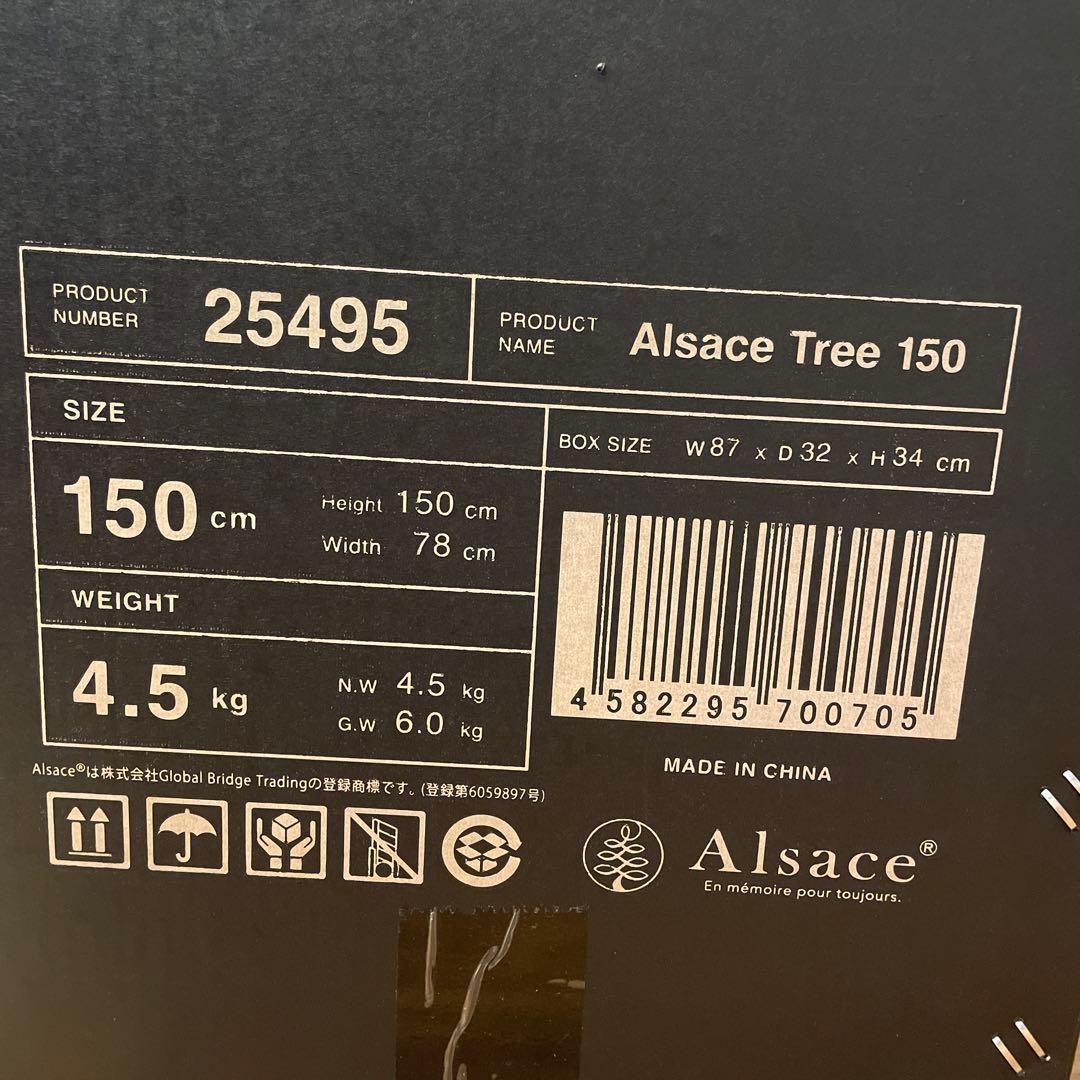 PRODUCT
NUMBER
25495
PRODUCT
NAME
Alsace Tree 150
SIZE
BOX SIZE W87 x D32 x H34 cm
150 cm
Height 150 cm
Width 78 cm
WEIGHT
4.5 kg
N.W 4.5 kg
G.W 6.0 kg
4 582295 700705
MADE IN CHINA
Alsace®は株式会社Global Bridge Tradingの登録商標です。(登録第6059897号)
Alsace®
En mémoire pour toujours.